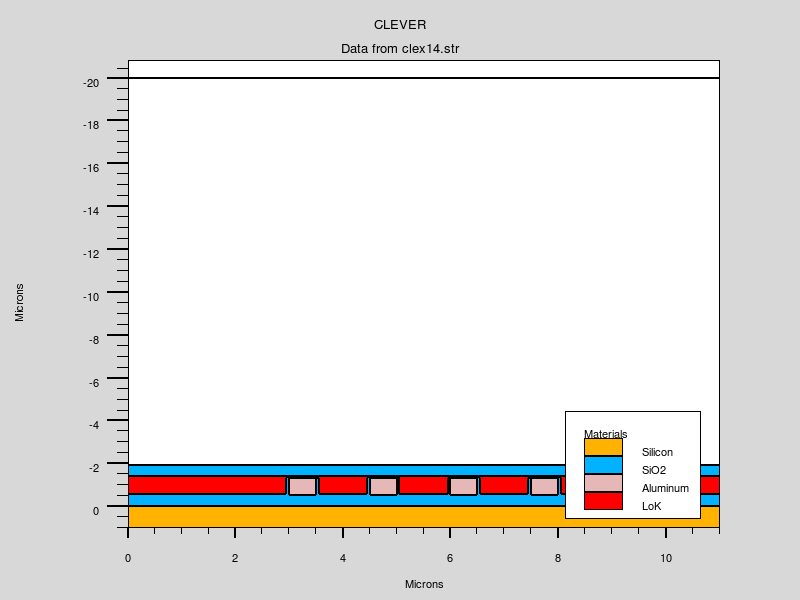 CLEVER
Data from clex14.str
-20
-18
-16
-14
-12
-10
-8
-6
-4
-2
0
Microns
Materials
Silicon
SiO2
Aluminum
LoK
0 2 4 6 8 10
Microns